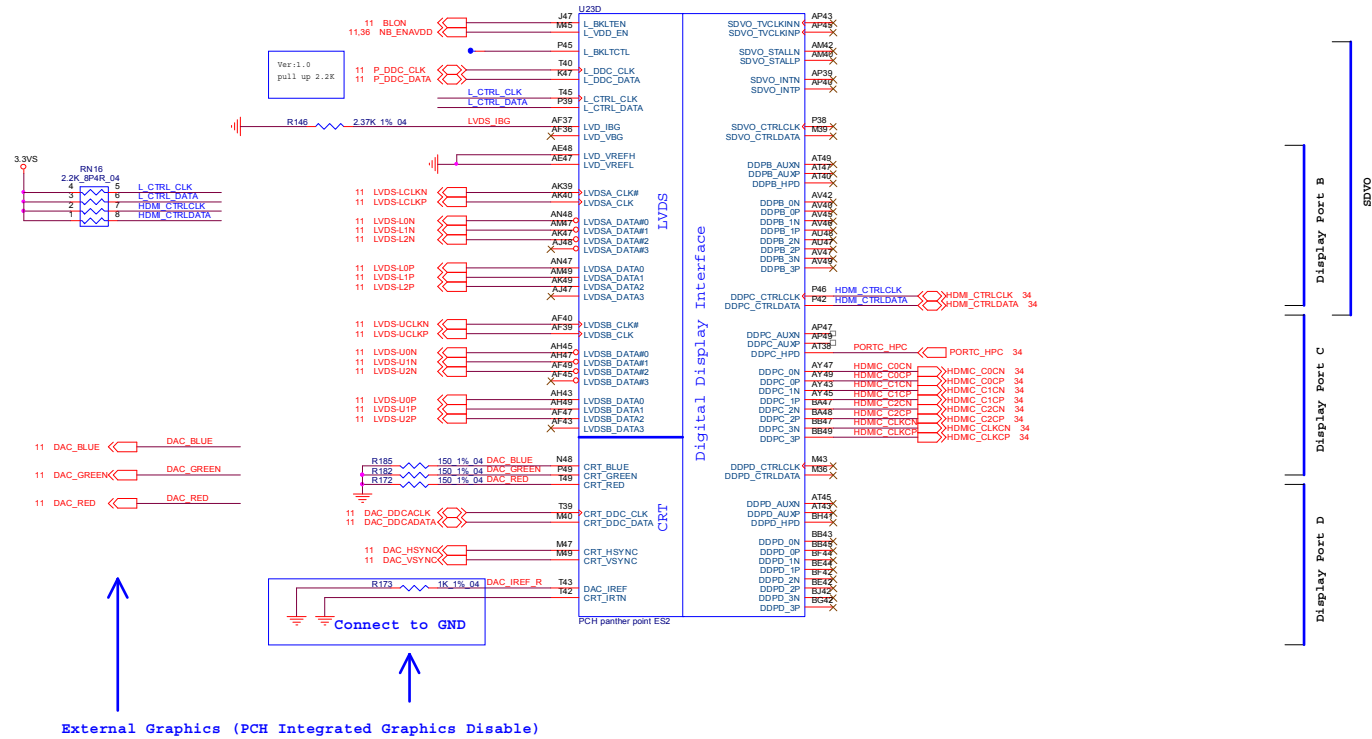 U23D
11 BLON
11,36 NB_ENAVDD
J47 L_BKLTEN
M45 L_VDD_EN
P45 L_BKLTCTL
Ver:1.0
pull up 2.2K
11 P_DDC_CLK
11 P_DDC_DATA
T40 L_DDC_CLK
K47 L_DDC_DATA
L_CTRL_CLK T45 L_CTRL_CLK
L_CTRL_DATA P39 L_CTRL_DATA
R146 2.37K_1%_04 LVDS_IBG AF37 LVD_IBG
AF36 LVD_VBG
AE48 LVD_VREFH
AE47 LVD_VREFL
3.3VS
RN16
2.2K_8P4R_04
4 5 L_CTRL_CLK
3 6 L_CTRL_DATA
2 7 HDMI_CTRLCLK
1 8 HDMI_CTRLDATA
11 LVDS-LCLKN AK39 LVDSA_CLK#
11 LVDS-LCLKP AK40 LVDSA_CLK
11 LVDS-L0N AN48 LVDSA_DATA#0
11 LVDS-L1N AM47 LVDSA_DATA#1
11 LVDS-L2N AK47 LVDSA_DATA#2
AJ48 LVDSA_DATA#3
11 LVDS-L0P AN47 LVDSA_DATA0
11 LVDS-L1P AM49 LVDSA_DATA1
11 LVDS-L2P AK49 LVDSA_DATA2
AJ47 LVDSA_DATA3
11 LVDS-UCLKN AF40 LVDSB_CLK#
11 LVDS-UCLKP AF39 LVDSB_CLK
11 LVDS-U0N AH45 LVDSB_DATA#0
11 LVDS-U1N AH47 LVDSB_DATA#1
11 LVDS-U2N AF49 LVDSB_DATA#2
AF45 LVDSB_DATA#3
11 LVDS-U0P AH43 LVDSB_DATA0
11 LVDS-U1P AH49 LVDSB_DATA1
11 LVDS-U2P AF47 LVDSB_DATA2
AF43 LVDSB_DATA3
LVDS
11 DAC_BLUE DAC_BLUE
11 DAC_GREEN DAC_GREEN
11 DAC_RED DAC_RED
R185 150_1%_04 DAC_BLUE N48 CRT_BLUE
R182 150_1%_04 DAC_GREEN P49 CRT_GREEN
R172 150_1%_04 DAC_RED T49 CRT_RED
11 DAC_DDCACLK T39 CRT_DDC_CLK
11 DAC_DDCADATA M40 CRT_DDC_DATA
CRT
11 DAC_HSYNC M47 CRT_HSYNC
11 DAC_VSYNC M49 CRT_VSYNC
R173 1K_1%_04 DAC_IREF_R T43 DAC_IREF
T42 CRT_IRTN
Connect to GND
PCH panther point ES2
Digital Display Interface
SDVO_TVCLKINN AP43
SDVO_TVCLKINP AP45
SDVO_STALLN AM42
SDVO_STALLP AM40
SDVO_INTN AP39
SDVO_INTP AP40
SDVO_CTRLCLK P38
SDVO_CTRLDATA M39
DDPB_AUXN AT49
DDPB_AUXP AT47
DDPB_HPD AT40
DDPB_0N AV42
DDPB_0P AV40
DDPB_1N AV45
DDPB_1P AV46
DDPB_2N AU48
DDPB_2P AU47
DDPB_3N AV47
DDPB_3P AV49
DDPC_CTRLCLK P46 HDMI_CTRLCLK HDMI_CTRLCLK 34
DDPC_CTRLDATA P42 HDMI_CTRLDATA HDMI_CTRLDATA 34
DDPC_AUXN AP47
DDPC_AUXP AP49
DDPC_HPD AT38 PORTC_HPC PORTC_HPC 34
DDPC_0N AY47 HDMIC_C0CN HDMIC_C0CN 34
DDPC_0P AY49 HDMIC_C0CP HDMIC_C0CP 34
DDPC_1N AY43 HDMIC_C1CN HDMIC_C1CN 34
DDPC_1P AY45 HDMIC_C1CP HDMIC_C1CP 34
DDPC_2N BA47 HDMIC_C2CN HDMIC_C2CN 34
DDPC_2P BA48 HDMIC_C2CP HDMIC_C2CP 34
DDPC_3N BB47 HDMIC_CLKCN HDMIC_CLKCN 34
DDPC_3P BB49 HDMIC_CLKCP HDMIC_CLKCP 34
DDPD_CTRLCLK M43
DDPD_CTRLDATA M36
DDPD_AUXN AT45
DDPD_AUXP AT43
DDPD_HPD BH41
DDPD_0N BB43
DDPD_0P BB45
DDPD_1N BF44
DDPD_1P BE44
DDPD_2N BF42
DDPD_2P BE42
DDPD_3N BJ42
DDPD_3P BG42
SDVO
Display Port B
Display Port C
Display Port D
External Graphics (PCH Integrated Graphics Disable)